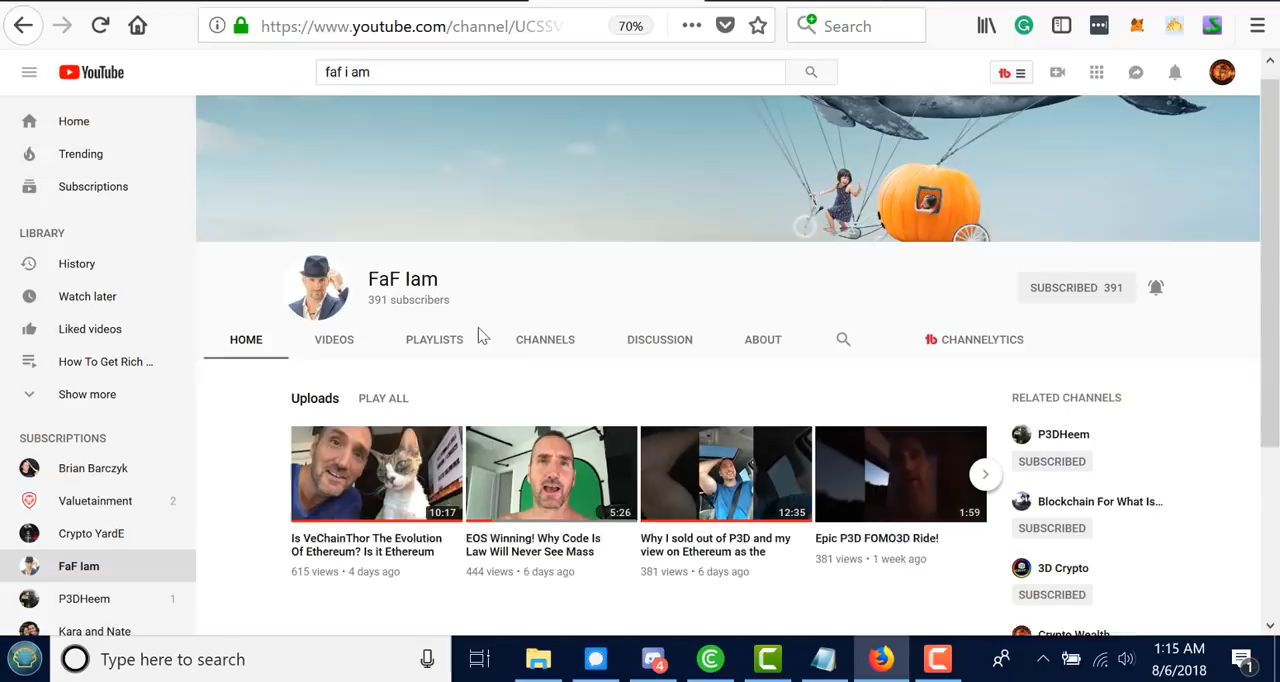 https://www.youtube.com/channel/UCSSV
70%
Search
YouTube
faf i am
Home
Trending
Subscriptions
LIBRARY
History
Watch later
Liked videos
How To Get Rich ...
Show more
SUBSCRIPTIONS
Brian Barczyk
Valuetainment 2
Crypto YardE
FaF Iam
P3DHeem 1
Kara and Nate
FaF Iam
391 subscribers
SUBSCRIBED 391
HOME VIDEOS PLAYLISTS CHANNELS DISCUSSION ABOUT CHANNELYTICS
Uploads PLAY ALL
10:17
Is VeChainThor The Evolution
Of Ethereum? Is it Ethereum
615 views • 4 days ago
5:26
EOS Winning! Why Code Is
Law Will Never See Mass
444 views • 6 days ago
12:35
Why I sold out of P3D and my
view on Ethereum as the
381 views • 6 days ago
1:59
Epic P3D FOMO3D Ride!
381 views • 1 week ago
RELATED CHANNELS
P3DHeem
SUBSCRIBED
Blockchain For What Is...
SUBSCRIBED
3D Crypto
SUBSCRIBED
Crypto Wealth
Type here to search
4
1:15 AM
8/6/2018
1